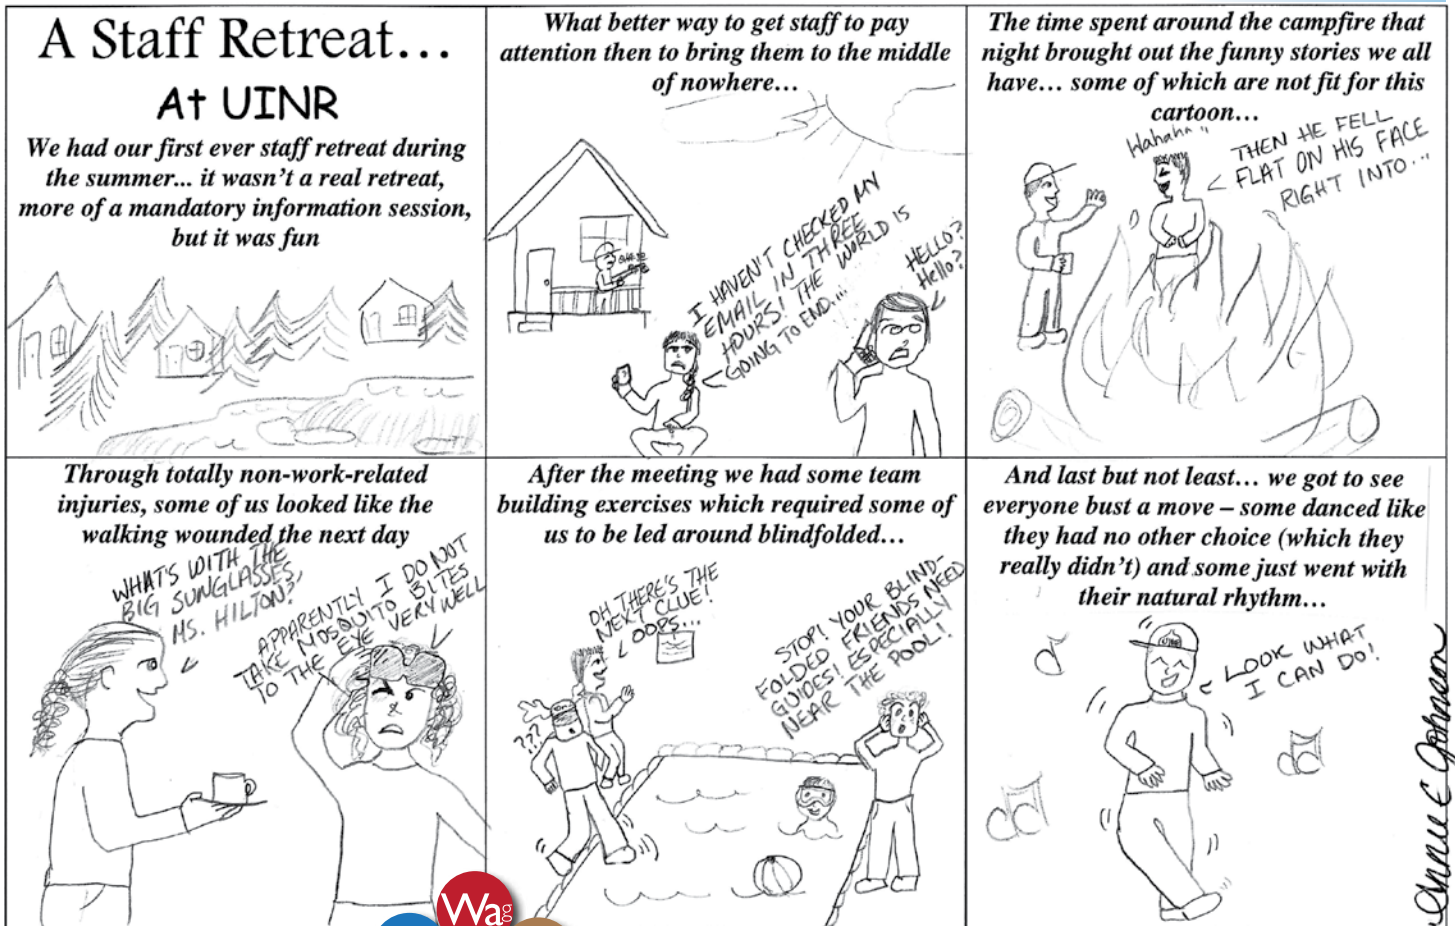 A Staff Retreat...
At UINR
We had our first ever staff retreat during
the summer... it wasn't a real retreat,
more of a mandatory information session,
but it was fun
What better way to get staff to pay
attention then to bring them to the middle
of nowhere...
I HAVEN'T CHECKED MY
EMAIL IN THREE
HOURS! THE WORLD IS
GOING TO END....
HELLO?
Hello?
The time spent around the campfire that
night brought out the funny stories we all
have... some of which are not fit for this
cartoon...
Hahaha
THEN HE FELL
FLAT ON HIS FACE
RIGHT INTO...
Through totally non-work-related
injuries, some of us looked like the
walking wounded the next day
WHAT'S WITH THE
BIG SUNGLASSES,
MS. HILTON?
APPARENTLY I DO NOT
TAKE MOSQUITO BITES
TO THE EYE VERY WELL
After the meeting we had some team
building exercises which required some of
us to be led around blindfolded...
OH THERE'S THE
NEXT CLUE!
OOPS...
???
STOP! YOUR BLIND-
FOLDED FRIENDS NEED
GUIDES! ESPECIALLY
NEAR THE POOL!
And last but not least... we got to see
everyone bust a move – some danced like
they had no other choice (which they
really didn't) and some just went with
their natural rhythm...
LOOK WHAT
I CAN DO!
Annie E Johnson
Wagg